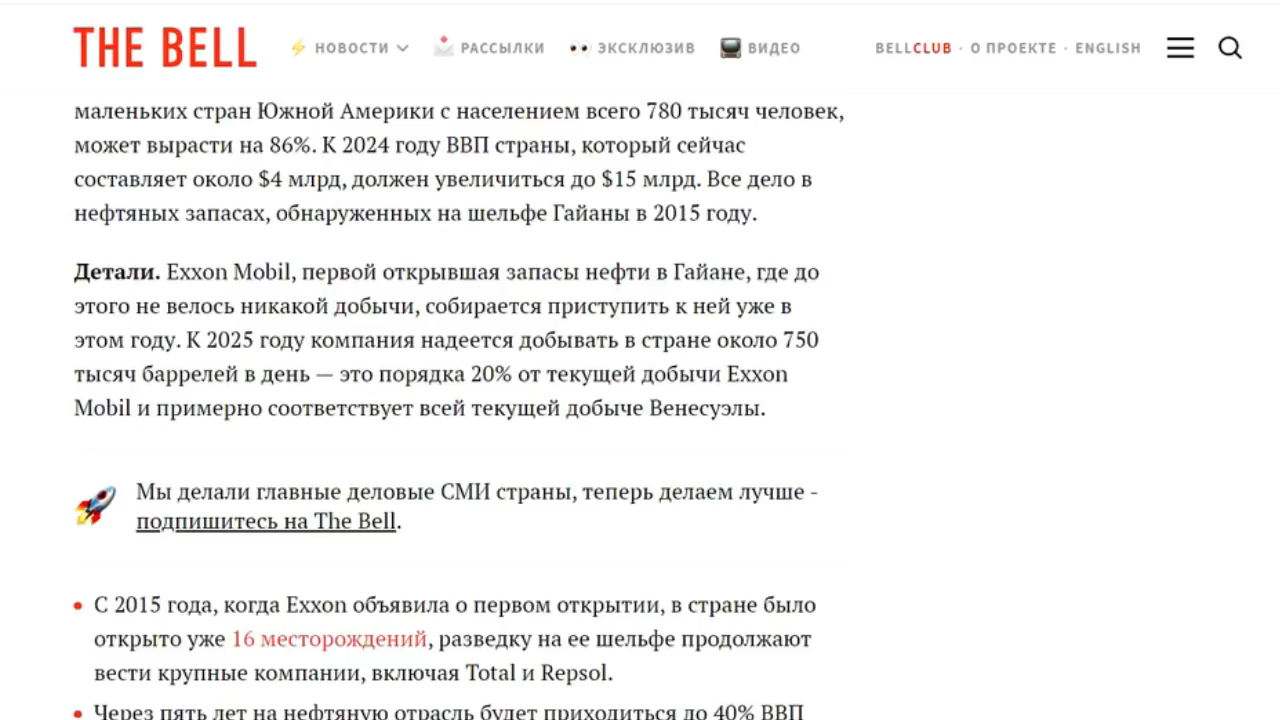 THE BELL
НОВОСТИ
РАССЫЛКИ
ЭКСКЛЮЗИВ
ВИДЕО
BELLCLUB · О ПРОЕКТЕ · ENGLISH
маленьких стран Южной Америки с населением всего 780 тысяч человек,
может вырасти на 86%. К 2024 году ВВП страны, который сейчас
составляет около $4 млрд, должен увеличиться до $15 млрд. Все дело в
нефтяных запасах, обнаруженных на шельфе Гайаны в 2015 году.
Детали. Exxon Mobil, первой открывшая запасы нефти в Гайане, где до
этого не велось никакой добычи, собирается приступить к ней уже в
этом году. К 2025 году компания надеется добывать в стране около 750
тысяч баррелей в день — это порядка 20% от текущей добычи Exxon
Mobil и примерно соответствует всей текущей добыче Венесуэлы.
Мы делали главные деловые СМИ страны, теперь делаем лучше -
подпишитесь на The Bell.
• С 2015 года, когда Exxon объявила о первом открытии, в стране было
открыто уже 16 месторождений, разведку на ее шельфе продолжают
вести крупные компании, включая Total и Repsol.
• Через пять лет на нефтяную отрасль будет приходиться до 40% ВВП